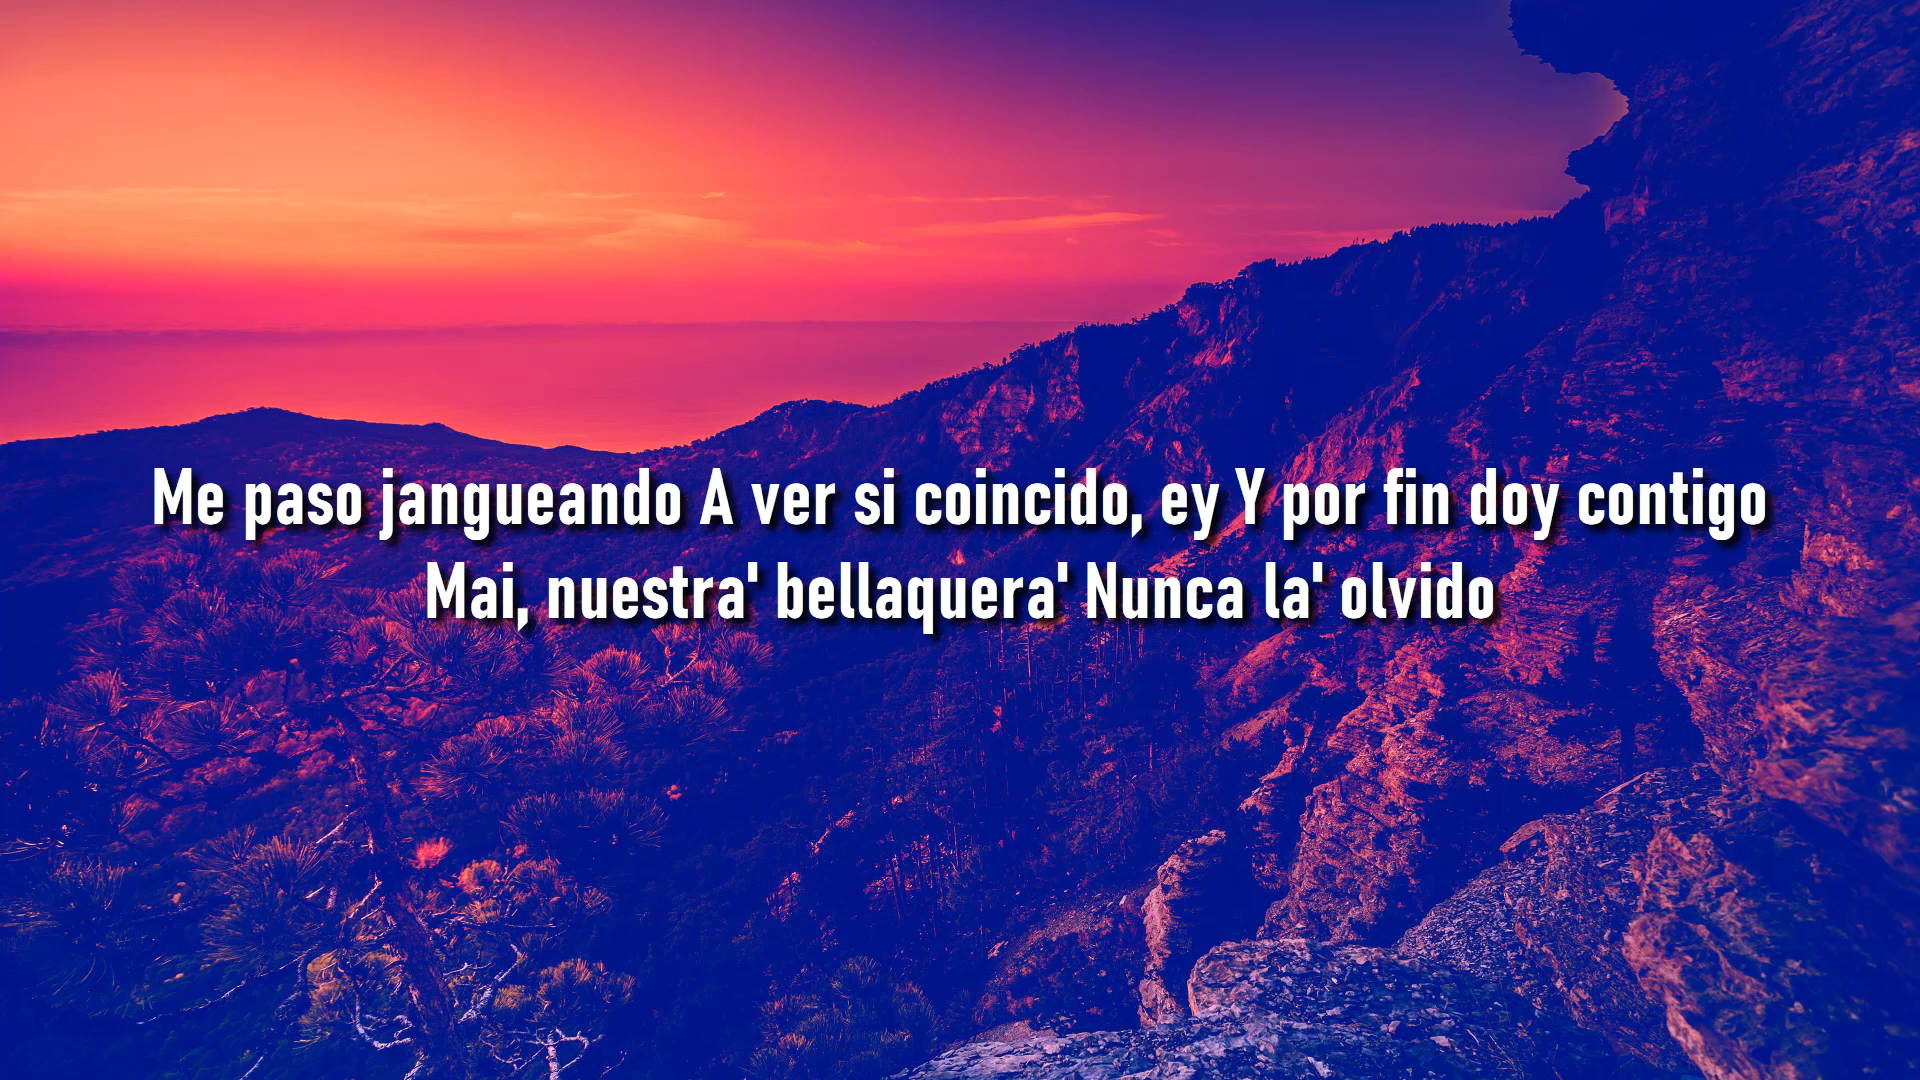 Me paso jangueando A ver si coincido, ey Y por fin doy contigo
Mai, nuestra' bellaquera' Nunca la' olvido